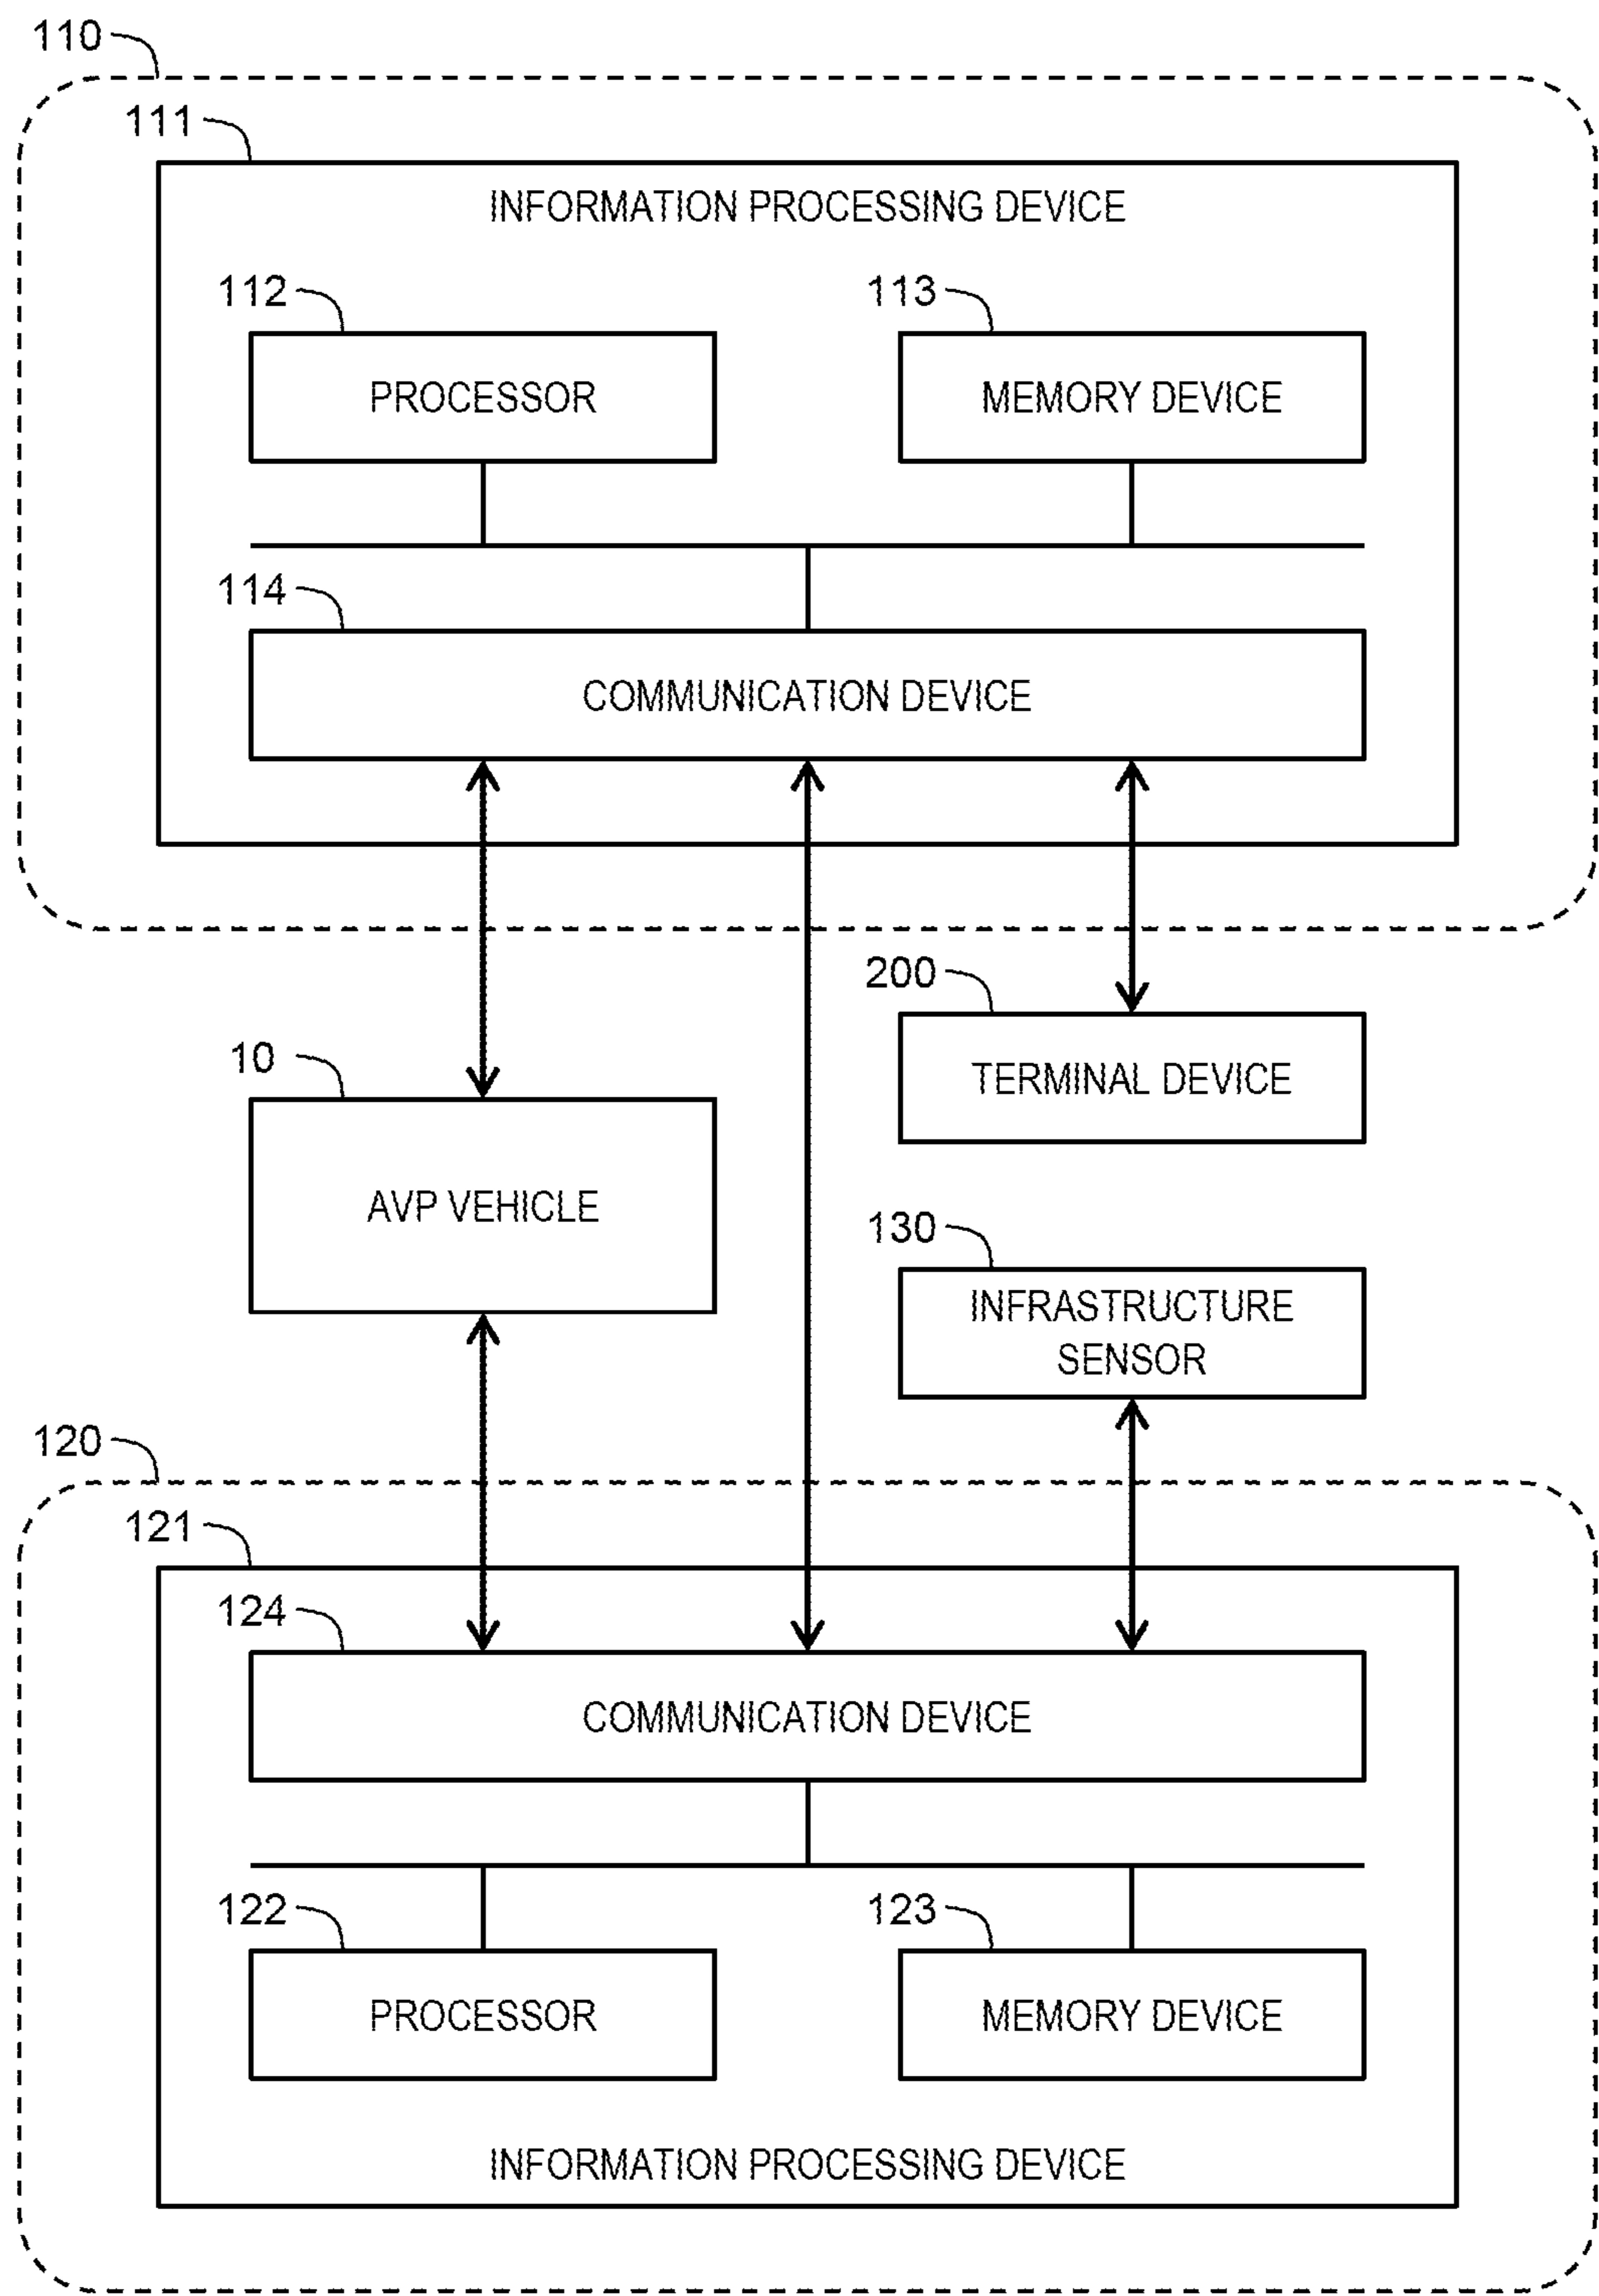 110
111
INFORMATION PROCESSING DEVICE
112
113
PROCESSOR
MEMORY DEVICE
114
COMMUNICATION DEVICE
200
TERMINAL DEVICE
10
AVP VEHICLE
130
INFRASTRUCTURE
SENSOR
120
121
124
COMMUNICATION DEVICE
122
123
PROCESSOR
MEMORY DEVICE
INFORMATION PROCESSING DEVICE